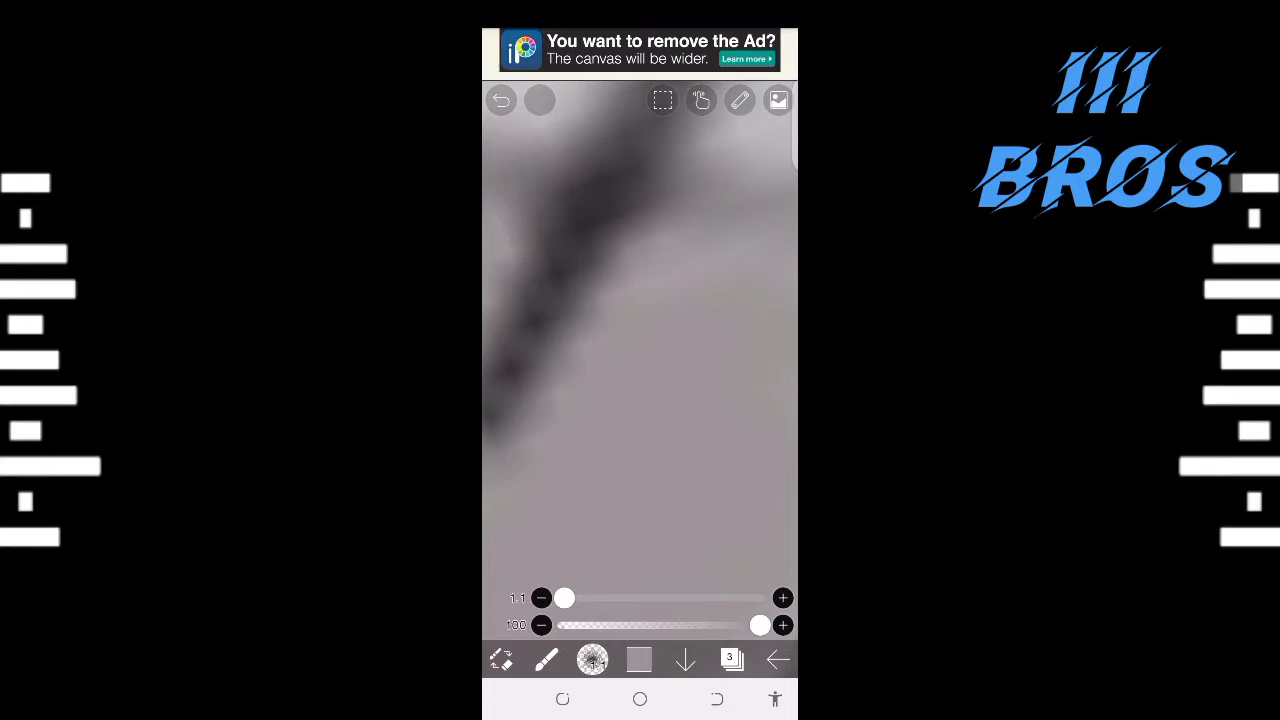 You want to remove the Ad?
The canvas will be wider.
Learn more
III
BROS
1.1
100
3